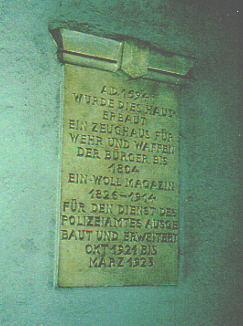 AD 1594
WURDE DIES HAUS
ERBAUT
EIN ZEUGHAUS FÜR
WEHR UND WAFFEN
DER BÜRGER BIS
1804
EIN WOLL MAGAZIN
1826-1914
FÜR DEN DIENST DES
POLIZEIAMTES AUSGE
BAUT UND ERWEITERT
OKT 1921 BIS
MÄRZ 1923